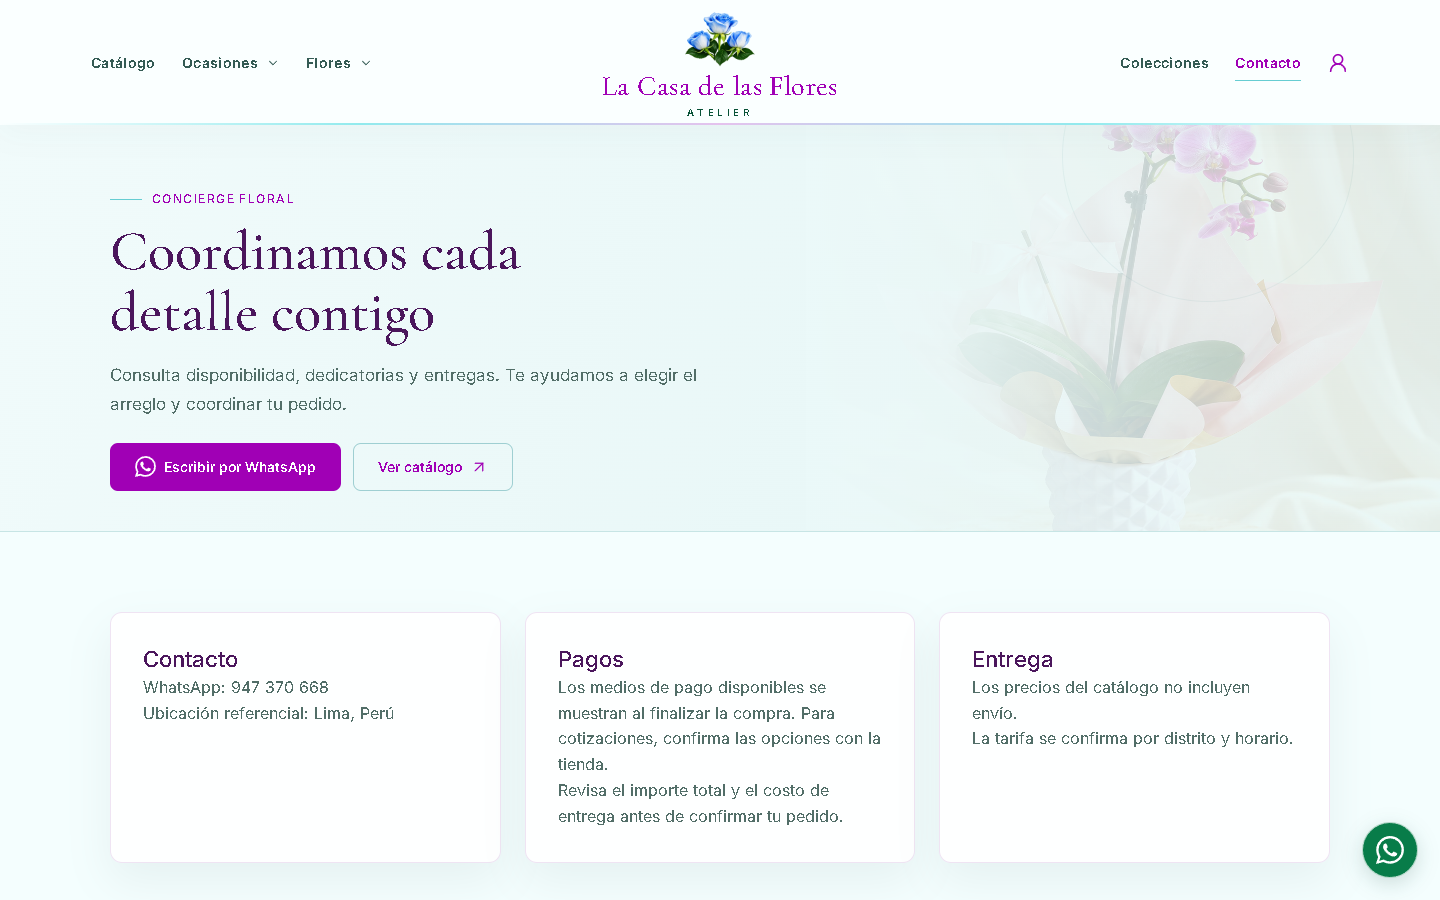 Catálogo
Ocasiones
Flores
La Casa de las Flores
ATELIER
Colecciones
Contacto
CONCIERGE FLORAL
Coordinamos cada
detalle contigo
Consulta disponibilidad, dedicatorias y entregas. Te ayudamos a elegir el
arreglo y coordinar tu pedido.
Escribir por WhatsApp
Ver catálogo
Contacto
WhatsApp: 947 370 668
Ubicación referencial: Lima, Perú
Pagos
Los medios de pago disponibles se
muestran al finalizar la compra. Para
cotizaciones, confirma las opciones con la
tienda.
Revisa el importe total y el costo de
entrega antes de confirmar tu pedido.
Entrega
Los precios del catálogo no incluyen
envío.
La tarifa se confirma por distrito y horario.